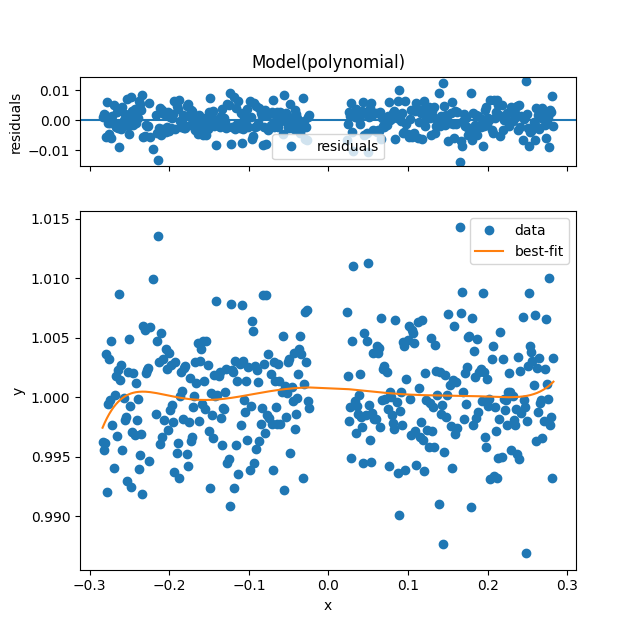 Model(polynomial)
0.01
0.00
−0.01
residuals
residuals
1.015
1.010
1.005
1.000
0.995
0.990
y
data
best-fit
−0.3 −0.2 −0.1 0.0 0.1 0.2 0.3
x